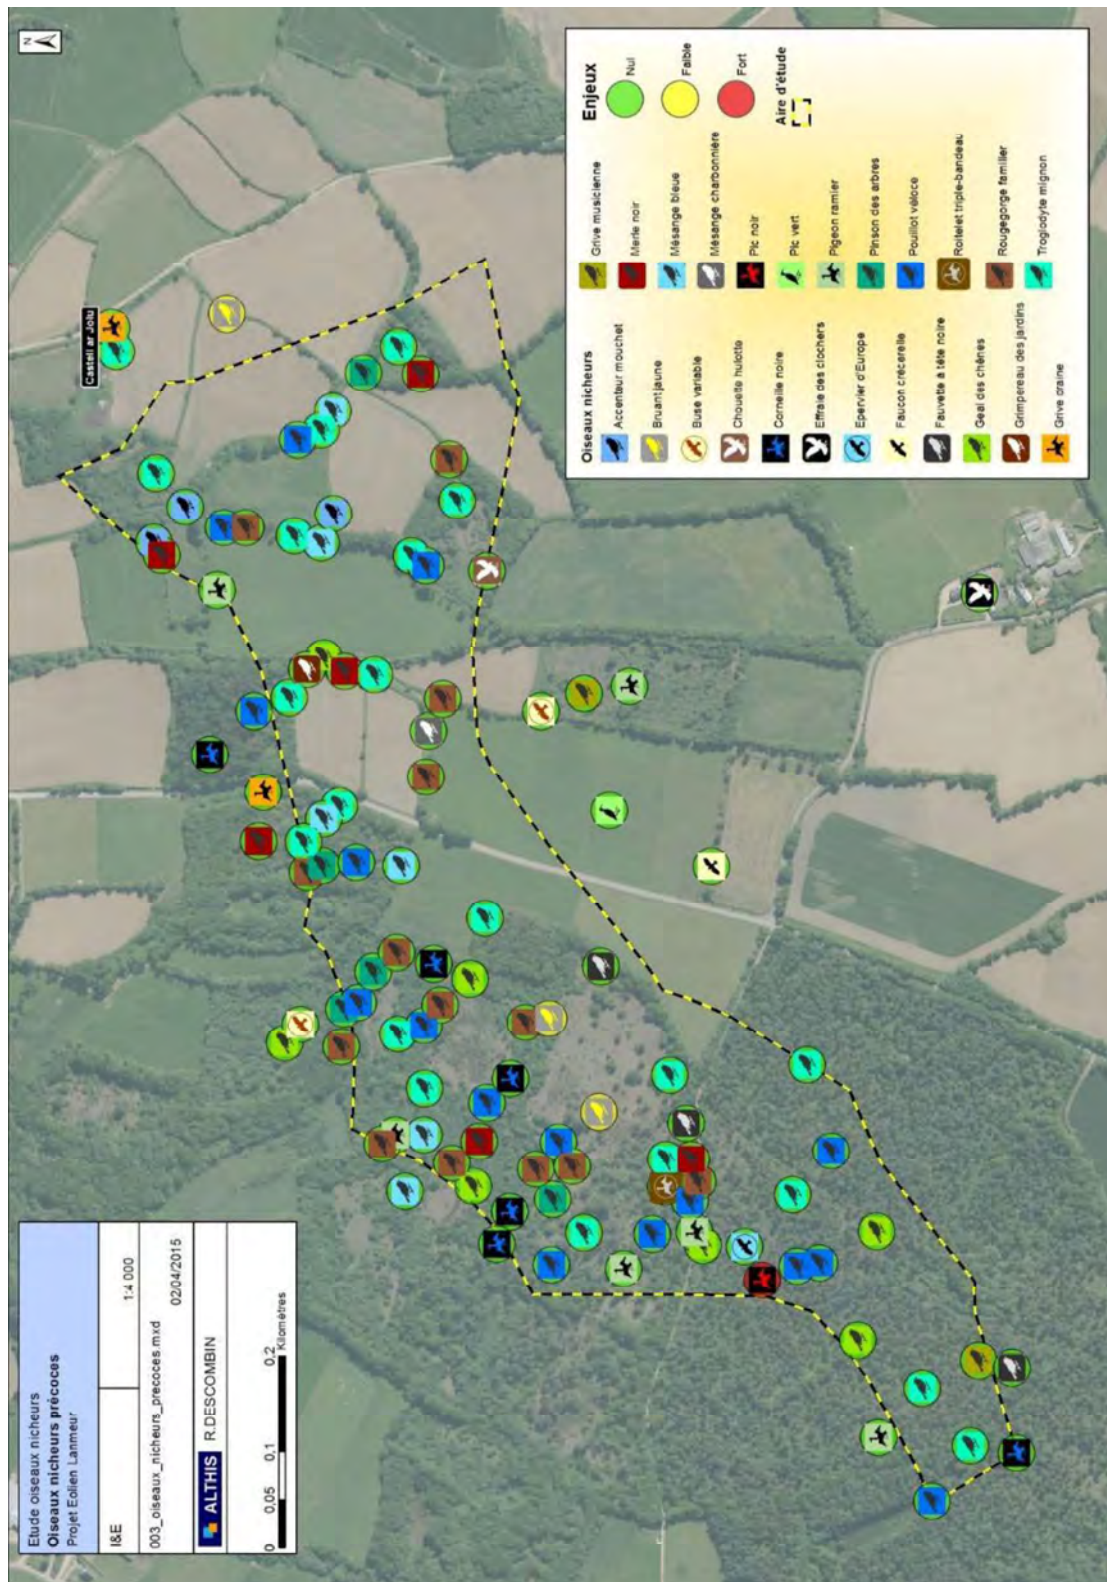 Etude oiseaux nicheurs
Oiseaux nicheurs précoces
Projet Eolien Lanmeur
I&E
1:4 000
003_oiseaux_nicheurs_precoces.mxd
02/04/2015
ALTHIS
R.DESCOMBIN
0 0,05 0,1 0,2
Kilomètres
N
Castell ar Jolu
Oiseaux nicheurs
Accenteur mouchet
Bruant jaune
Buse variable
Chouette hulotte
Corneille noire
Effraie des clochers
Epervier d'Europe
Faucon crécerelle
Fauvette à tête noire
Geai des chênes
Grimpereau des jardins
Grive draine
Grive musicienne
Merle noir
Mésange bleue
Mésange charbonnière
Pic noir
Pic vert
Pigeon ramier
Pinson des arbres
Pouillot véloce
Roitelet triple-bandeau
Rougegorge familier
Troglodyte mignon
Enjeux
Nul
Faible
Fort
Aire d'étude